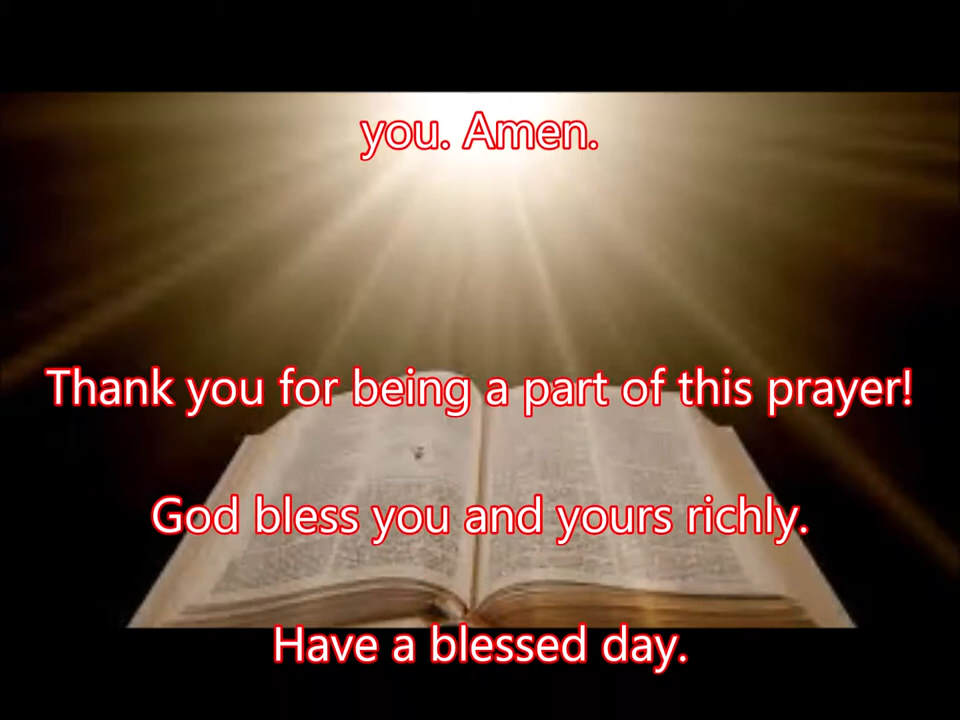 you. Amen.
Thank you for being a part of this prayer!
God bless you and yours richly.
Have a blessed day.